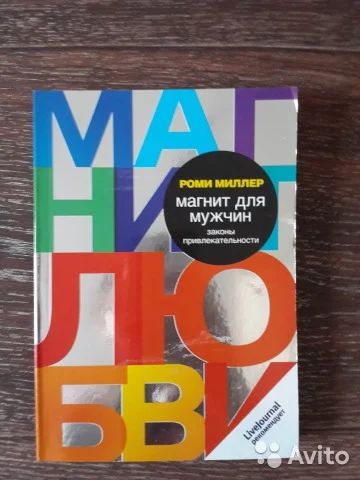 МАГ
НИТ
ЛЮ
БВИ
РОМИ МИЛЛЕР
магнит для
мужчин
законы
привлекательности
LiveJournal
рекомендует
Avito